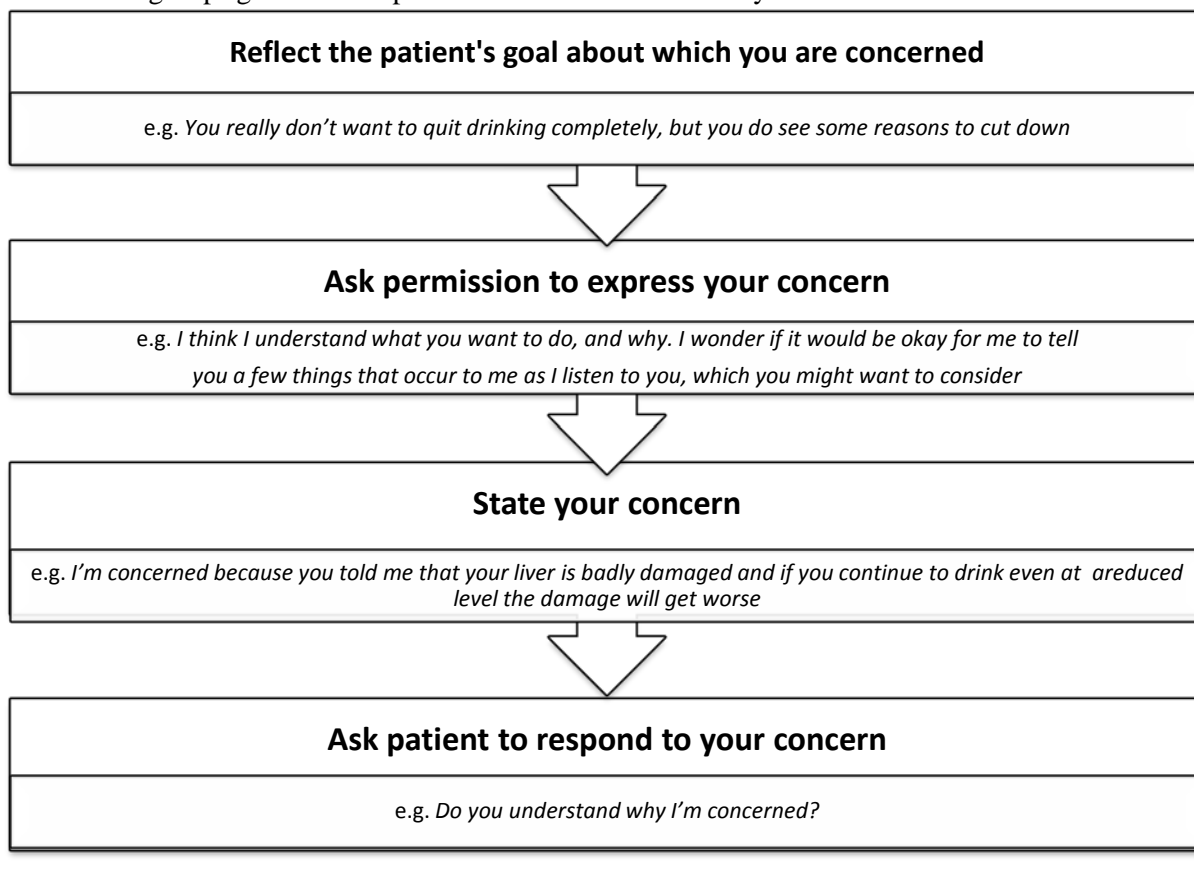 Reflect the patient's goal about which you are concerned
e.g. You really don't want to quit drinking completely, but you do see some reasons to cut down
Ask permission to express your concern
e.g. I think I understand what you want to do, and why. I wonder if it would be okay for me to tell
you a few things that occur to me as I listen to you, which you might want to consider
State your concern
e.g. I'm concerned because you told me that your liver is badly damaged and if you continue to drink even at areduced
level the damage will get worse
Ask patient to respond to your concern
e.g. Do you understand why I'm concerned?